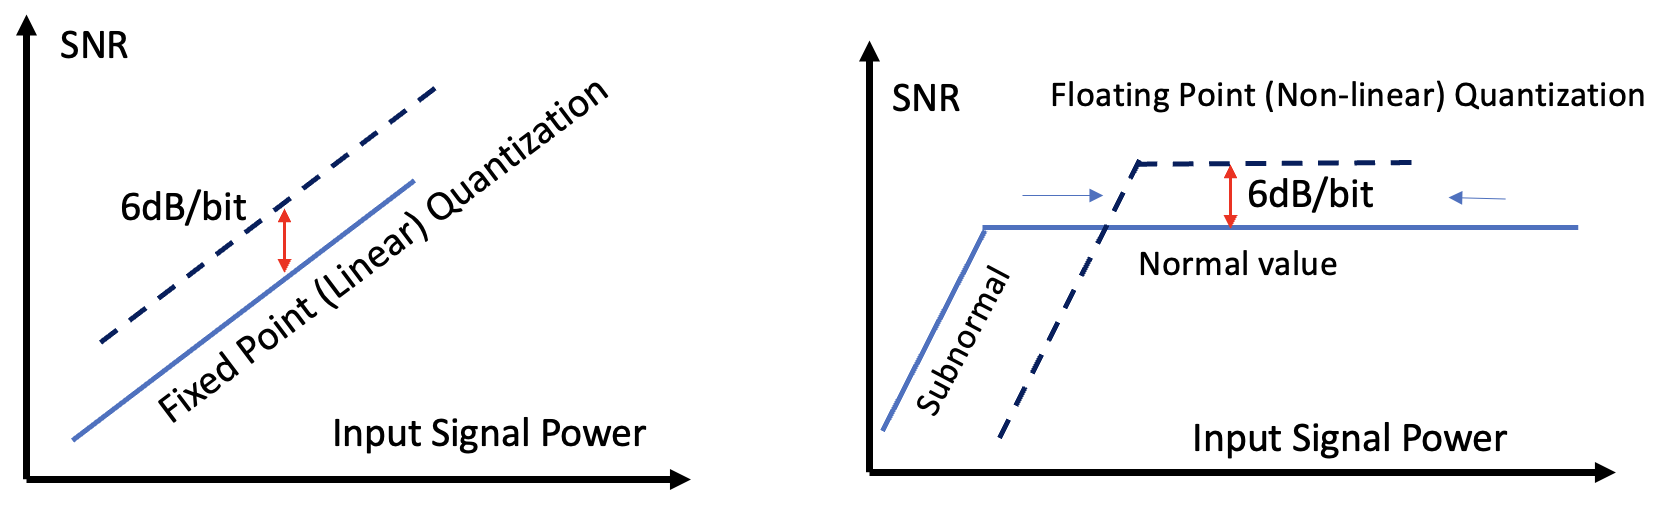 SNR
6dB/bit
Fixed Point (Linear) Quantization
Input Signal Power
SNR
Floating Point (Non-linear) Quantization
6dB/bit
Normal value
Subnormal
Input Signal Power